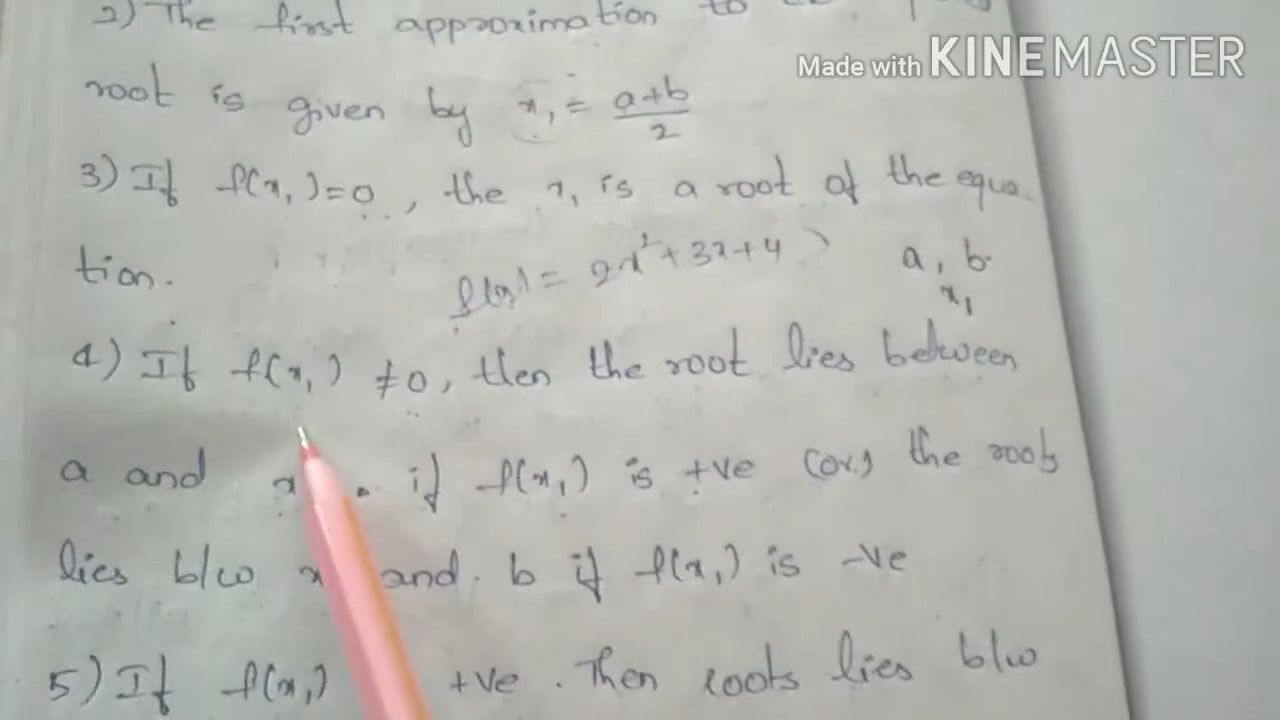 2) The first approximation to
Made with KINEMASTER
root is given by x₁ = a+b/2
3) If f(x₁)=0, the x₁ is a root of the equa.
tion.
f(x) = 2x²+3x+4
a, b
x₁
4) If f(x₁) ≠0, then the root lies between
a and x . if f(x₁) is +ve (or) the roots
lies b/w x and. b if f(x₁) is -ve
5) If f(x₁) +ve. Then roots lies b/w